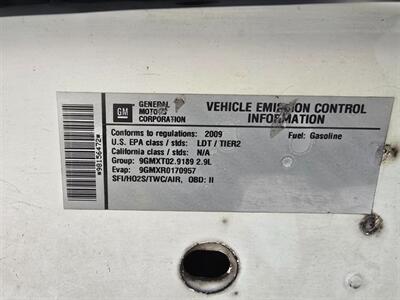 GM
GENERAL
MOTORS
CORPORATION
VEHICLE EMISSION CONTROL
INFORMATION
Conforms to regulations: 2009
Fuel: Gasoline
U.S. EPA class / stds: LDT / TIER2
California class / stds: N/A
Group: 9GMXT02.9189 2.9L
Evap: 9GMXR0170957
SFI/HO2S/TWC/AIR, OBD: II
*98156472*